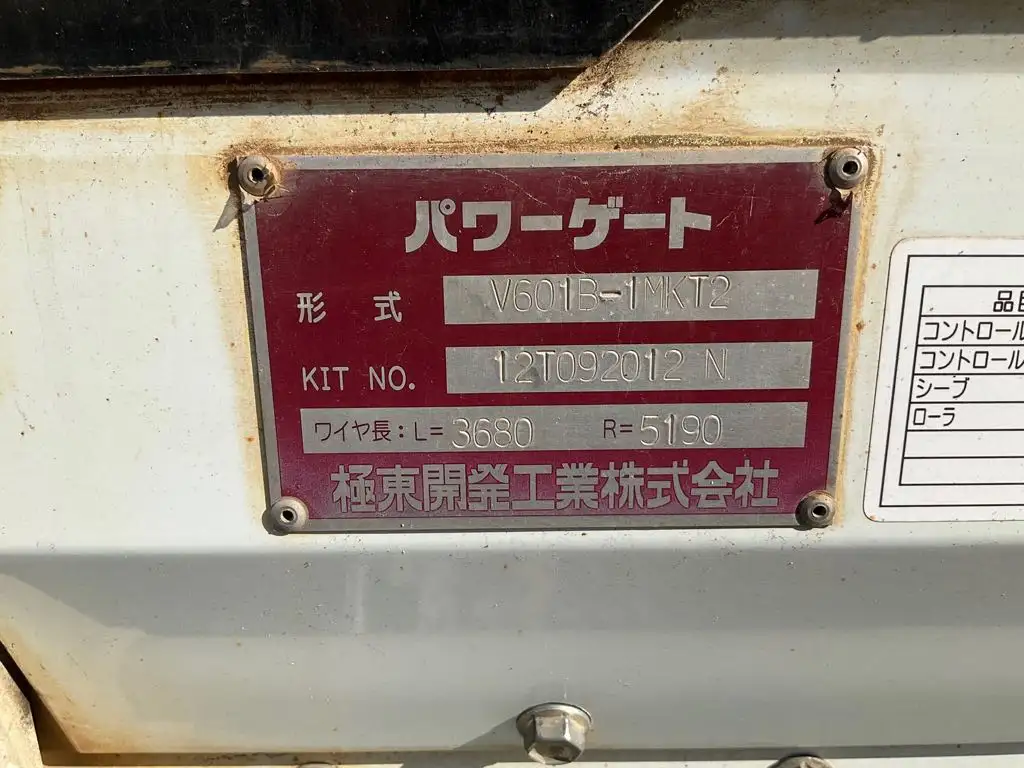 パワーゲート
形 式 V601B-1MKT2
KIT NO. 12T092012 N
ワイヤ長：L= 3680 R= 5190
極東開発工業株式会社
コントロール
コントロール
シーブ
ローラ